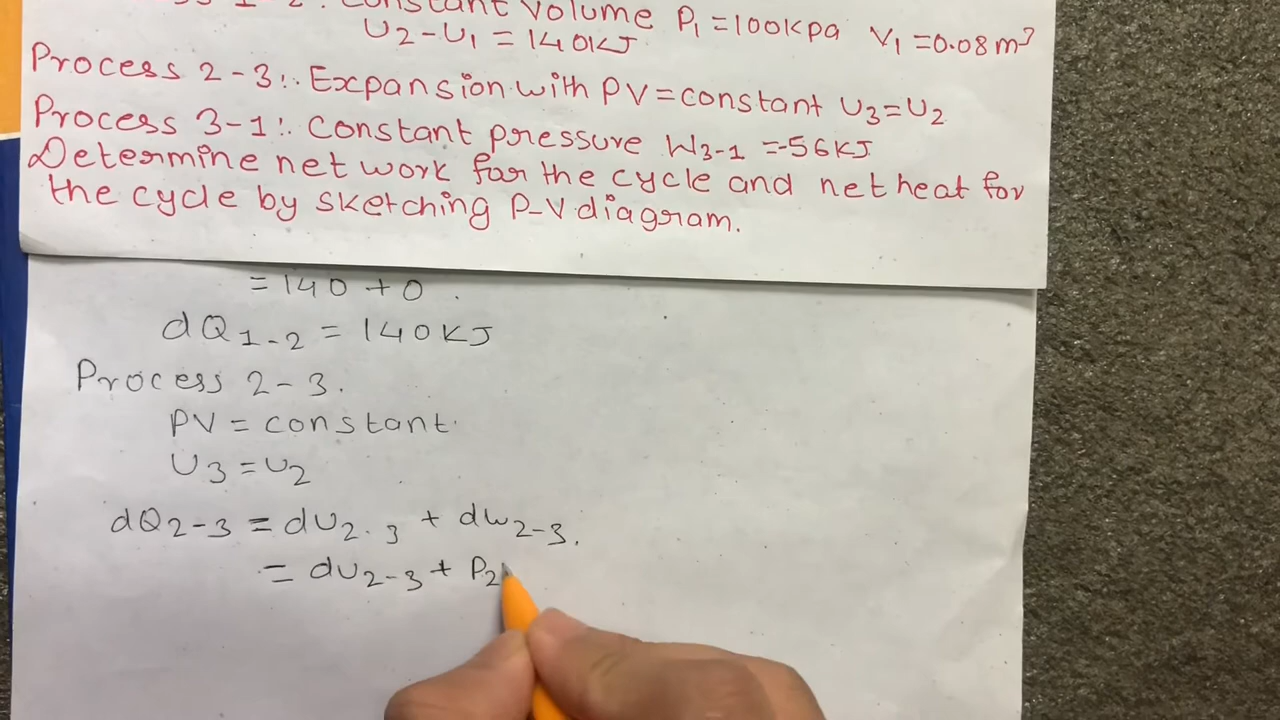 constant volume P1 = 100kpa V1 = 0.08m³
U2-U1 = 140KJ
Process 2-3:. Expansion with PV = constant U3 = U2
Process 3-1:. Constant pressure W3-1 = -56KJ
Determine net work for the cycle and net heat for
the cycle by sketching P-V diagram.
= 140 + 0.
dQ1-2 = 140KJ
Process 2-3.
PV = constant.
U3 = U2
dQ2-3 = dU2.3 + dw2-3.
= dU2-3 + P2